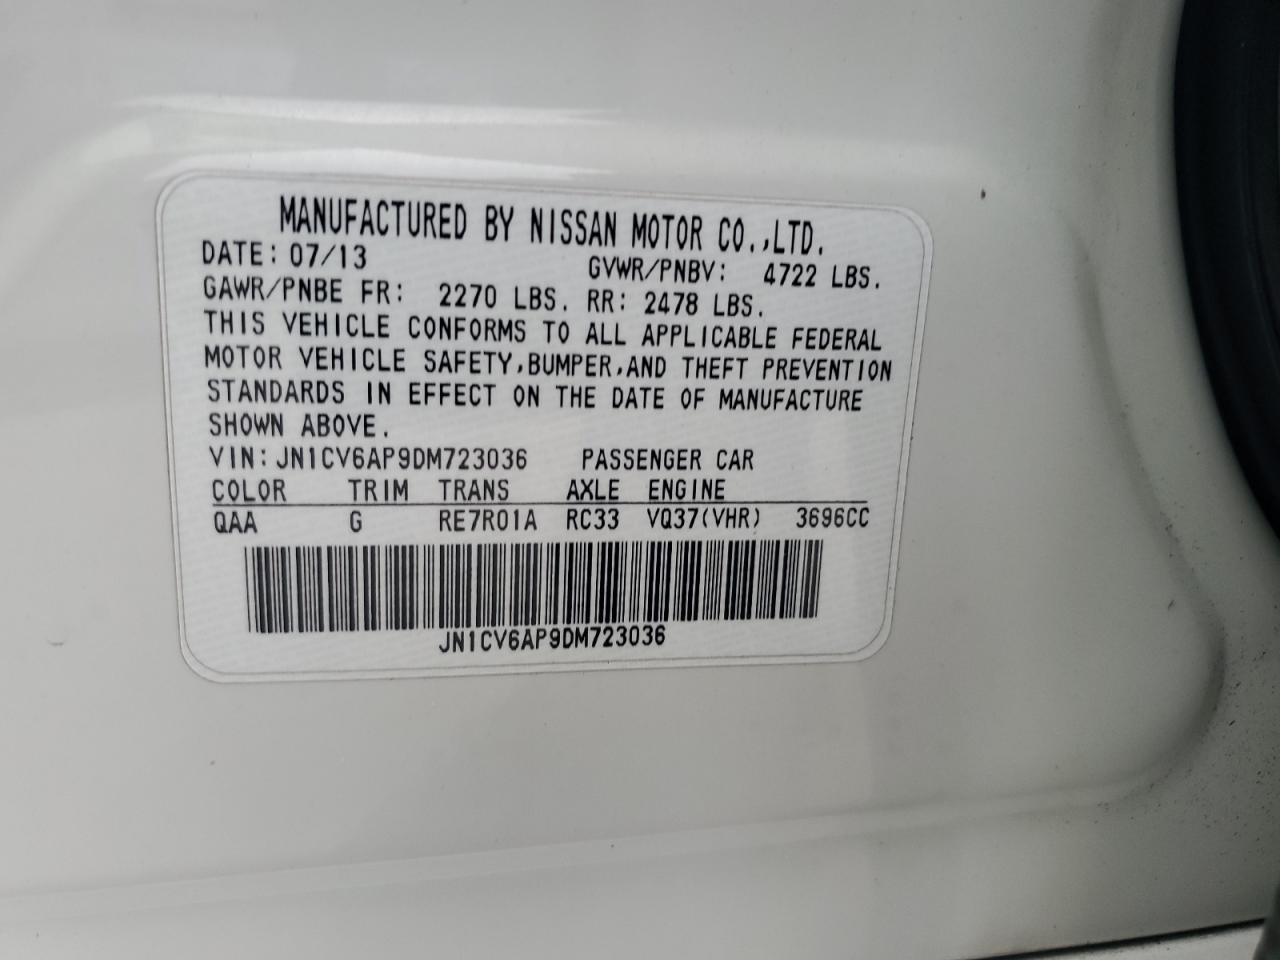 MANUFACTURED BY NISSAN MOTOR CO.,LTD.
DATE: 07/13 GVWR/PNBV: 4722 LBS.
GAWR/PNBE FR: 2270 LBS. RR: 2478 LBS.
THIS VEHICLE CONFORMS TO ALL APPLICABLE FEDERAL
MOTOR VEHICLE SAFETY,BUMPER,AND THEFT PREVENTION
STANDARDS IN EFFECT ON THE DATE OF MANUFACTURE
SHOWN ABOVE.
VIN: JN1CV6AP9DM723036 PASSENGER CAR
COLOR TRIM TRANS AXLE ENGINE
QAA G RE7R01A RC33 VQ37(VHR) 3696CC
JN1CV6AP9DM723036